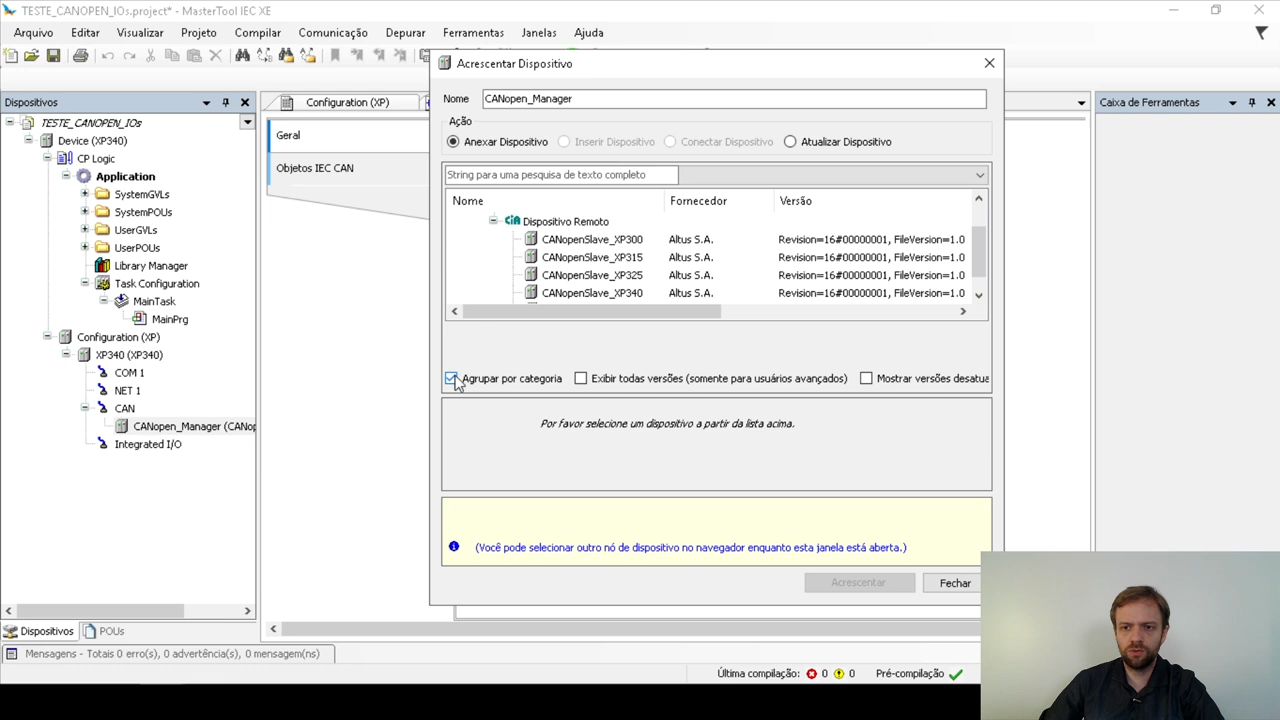 TESTE_CANOPEN_IOs.project* - MasterTool IEC XE
Arquivo Editar Visualizar Projeto Compilar Comunicação Depurar Ferramentas Janelas Ajuda
Dispositivos
TESTE_CANOPEN_IOs
Device (XP340)
CP Logic
Application
SystemGVLs
SystemPOUs
UserGVLs
UserPOUs
Library Manager
Task Configuration
MainTask
MainPrg
Configuration (XP)
XP340 (XP340)
COM 1
NET 1
CAN
CANopen_Manager (CANop
Integrated I/O
Dispositivos POUs
Configuration (XP)
Geral
Objetos IEC CAN
Acrescentar Dispositivo
Nome CANopen_Manager
Ação
Anexar Dispositivo Inserir Dispositivo Conectar Dispositivo Atualizar Dispositivo
String para uma pesquisa de texto completo
Nome Fornecedor Versão
CiA Dispositivo Remoto
CANopenSlave_XP300 Altus S.A. Revision=16#00000001, FileVersion=1.0
CANopenSlave_XP315 Altus S.A. Revision=16#00000001, FileVersion=1.0
CANopenSlave_XP325 Altus S.A. Revision=16#00000001, FileVersion=1.0
CANopenSlave_XP340 Altus S.A. Revision=16#00000001, FileVersion=1.0
Agrupar por categoria Exibir todas versões (somente para usuários avançados) Mostrar versões desatua
Por favor selecione um dispositivo a partir da lista acima.
(Você pode selecionar outro nó de dispositivo no navegador enquanto esta janela está aberta.)
Acrescentar Fechar
Caixa de Ferramentas
Mensagens - Totais 0 erro(s), 0 advertência(s), 0 mensagem(ns)
Última compilação: 0 0 Pré-compilação